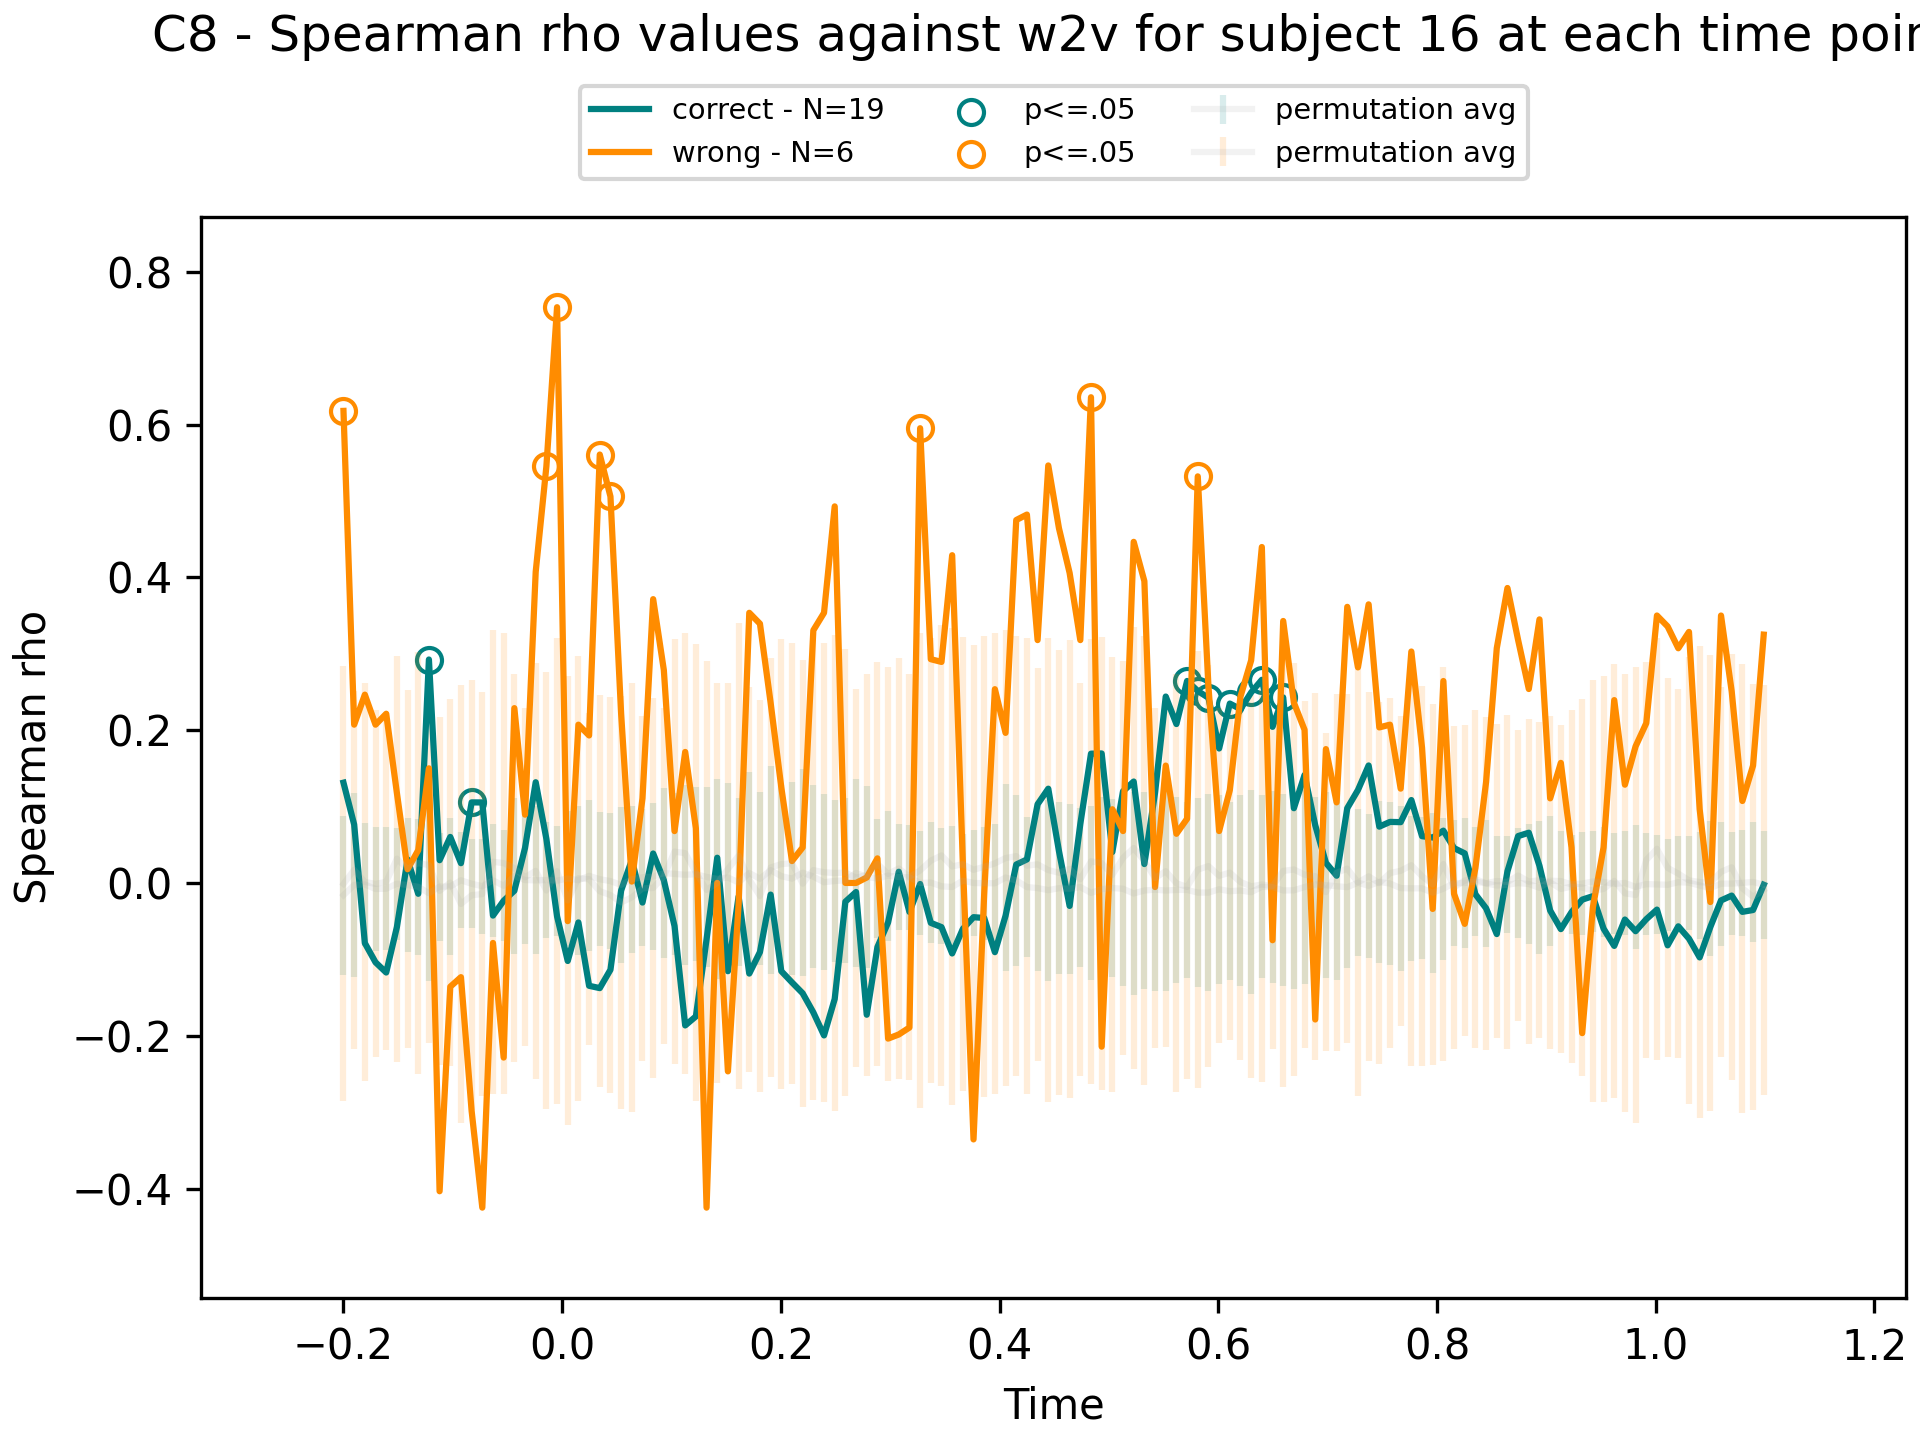 C8 - Spearman rho values against w2v for subject 16 at each time
correct - N=19 p<=.05 permutation avg
wrong - N=6 p<=.05 permutation avg
0.8
0.6
0.4
0.2
0.0
−0.2
−0.4
Spearman rho
−0.2 0.0 0.2 0.4 0.6 0.8 1.0 1.2
Time